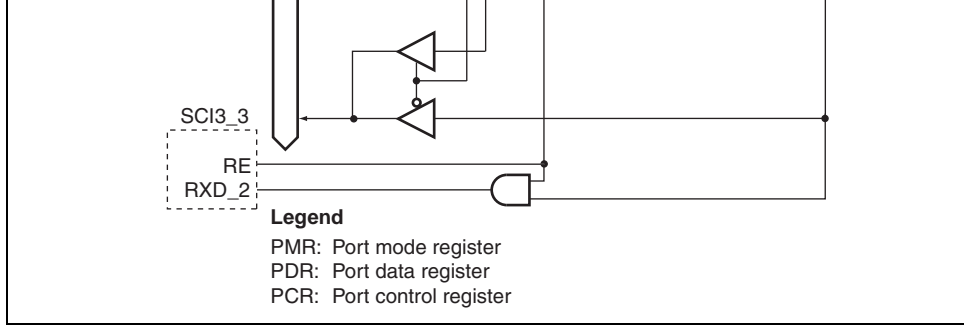 SCI3_3
RE
RXD_2
Legend
PMR: Port mode register
PDR: Port data register
PCR: Port control register